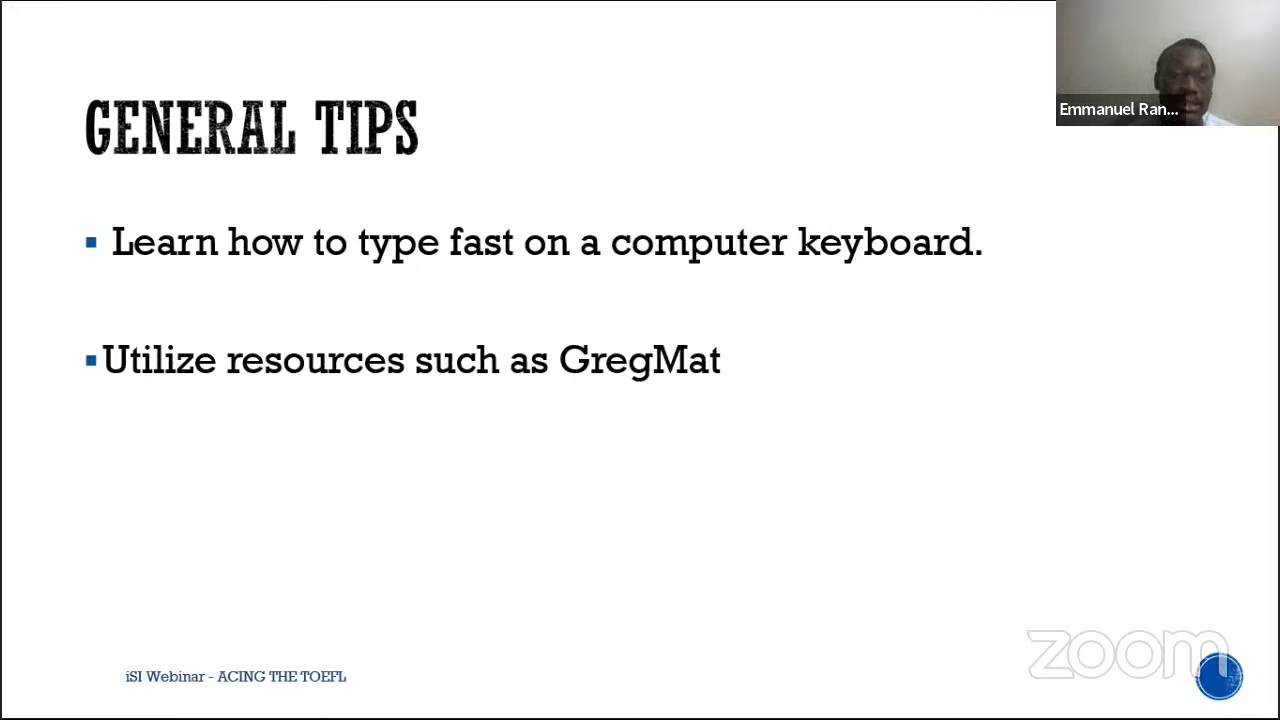 Emmanuel Ran...
GENERAL TIPS
▪ Learn how to type fast on a computer keyboard.
▪ Utilize resources such as GregMat
iSI Webinar - ACING THE TOEFL
zoom